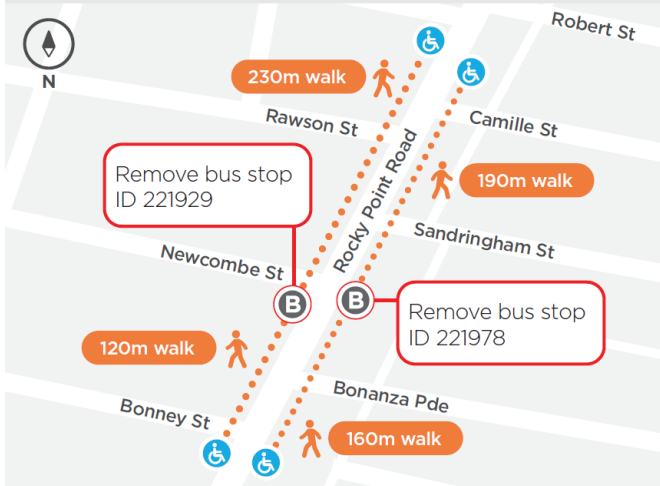 Robert St
N
230m walk
Rawson St
Camille St
Remove bus stop
ID 221929
Rocky Point Road
190m walk
Sandringham St
Newcombe St
B
B
Remove bus stop
ID 221978
120m walk
Bonanza Pde
Bonney St
160m walk